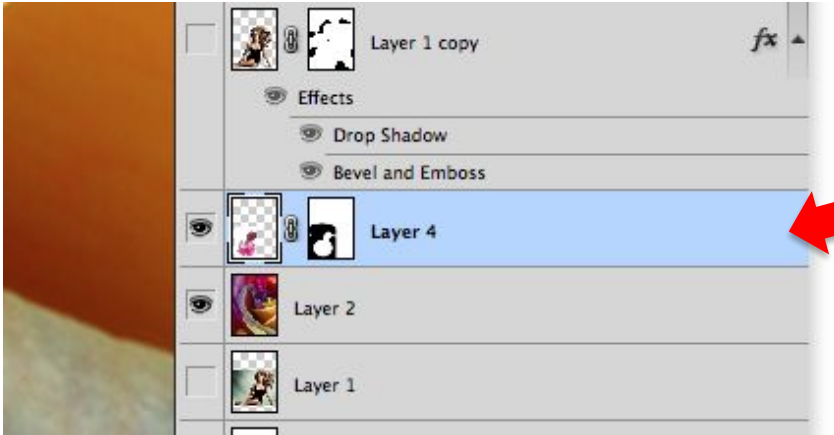 Layer 1 copy fx
Effects
Drop Shadow
Bevel and Emboss
Layer 4
Layer 2
Layer 1